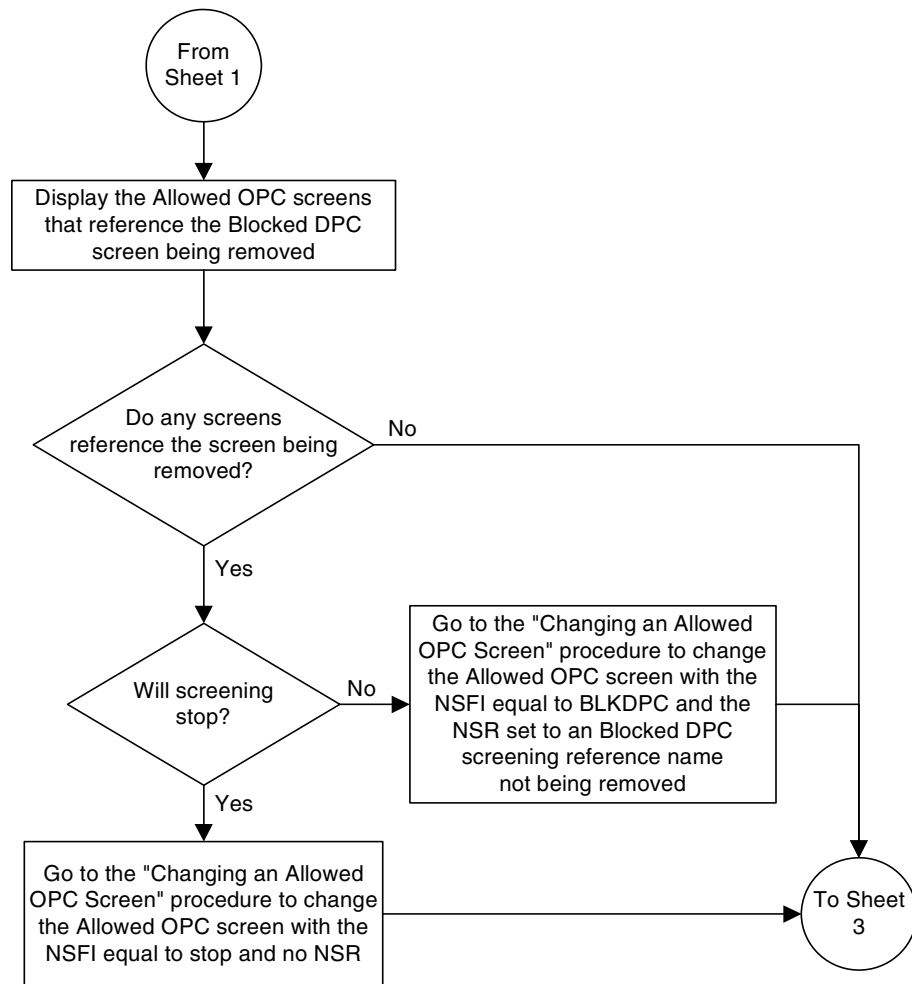 From
Sheet 1
Display the Allowed OPC screens
that reference the Blocked DPC
screen being removed
Do any screens
reference the screen being
removed?
No
Yes
Will screening
stop?
No
Go to the "Changing an Allowed
OPC Screen" procedure to change
the Allowed OPC screen with the
NSFI equal to BLKDPC and the
NSR set to an Blocked DPC
screening reference name
not being removed
Yes
Go to the "Changing an Allowed
OPC Screen" procedure to change
the Allowed OPC screen with the
NSFI equal to stop and no NSR
To Sheet
3